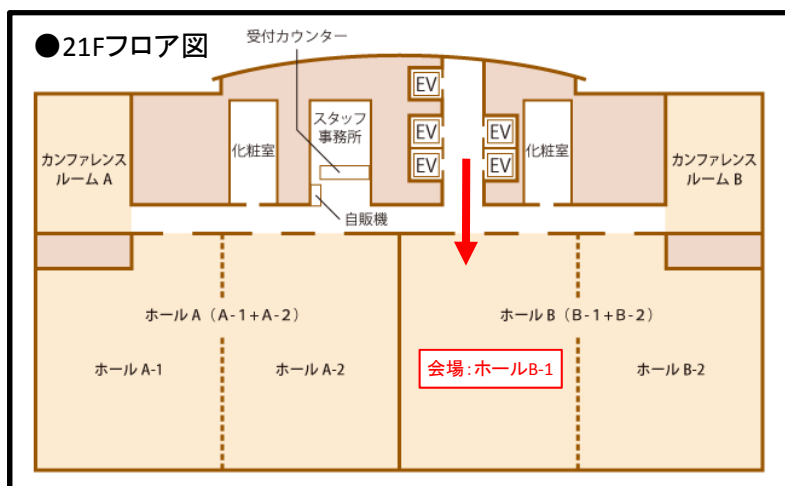 ●21Fフロア図
受付カウンター
EV
スタッフ
事務所
EV
EV
化粧室
化粧室
カンファレンス
ルーム A
EV
EV
カンファレンス
ルーム B
自販機
ホール A（A-1+A-2）
ホール B（B-1+B-2）
ホール A-1
ホール A-2
会場：ホールB-1
ホール B-2